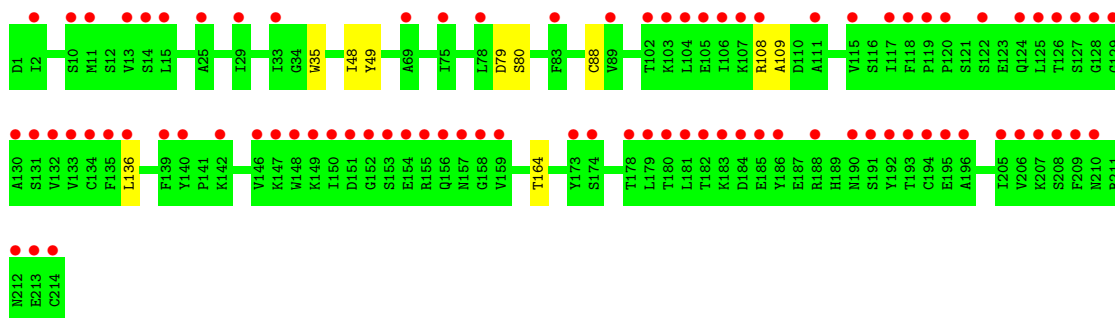 D1 I2 S10 M11 S12 V13 S14 L15 A25 I29 I33 G34 W35 I48 Y49 A69 I75 L78 D79 S80 F83 C88 V89 T102 K103 L104 E105 I106 K107 R108 A109 D110 A111 V115 S116 I117 F118 P119 P120 S121 S122 E123 Q124 L125 T126 S127 G128 G129
A130 S131 V132 V133 C134 F135 L136 F139 Y140 P141 K142 V146 K147 W148 K149 I150 D151 G152 S153 E154 R155 Q156 N157 G158 V159 T164 Y173 S174 T178 L179 T180 L181 T182 K183 D184 E185 Y186 E187 R188 H189 N190 S191 Y192 T193 C194 E195 A196 I205 V206 K207 S208 F209 N210 R211
N212 E213 C214